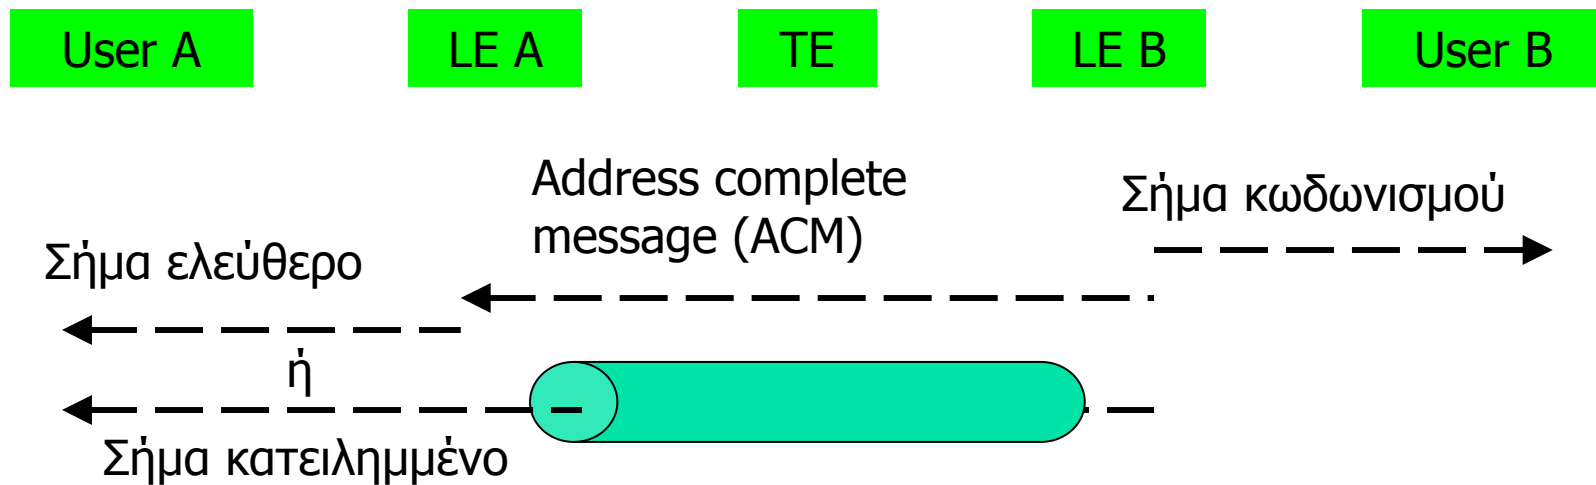 User A
LE A
TE
LE B
User B
Address complete
message (ACM)
Σήμα κωδωνισμού
Σήμα ελεύθερο
ή
Σήμα κατειλημμένο